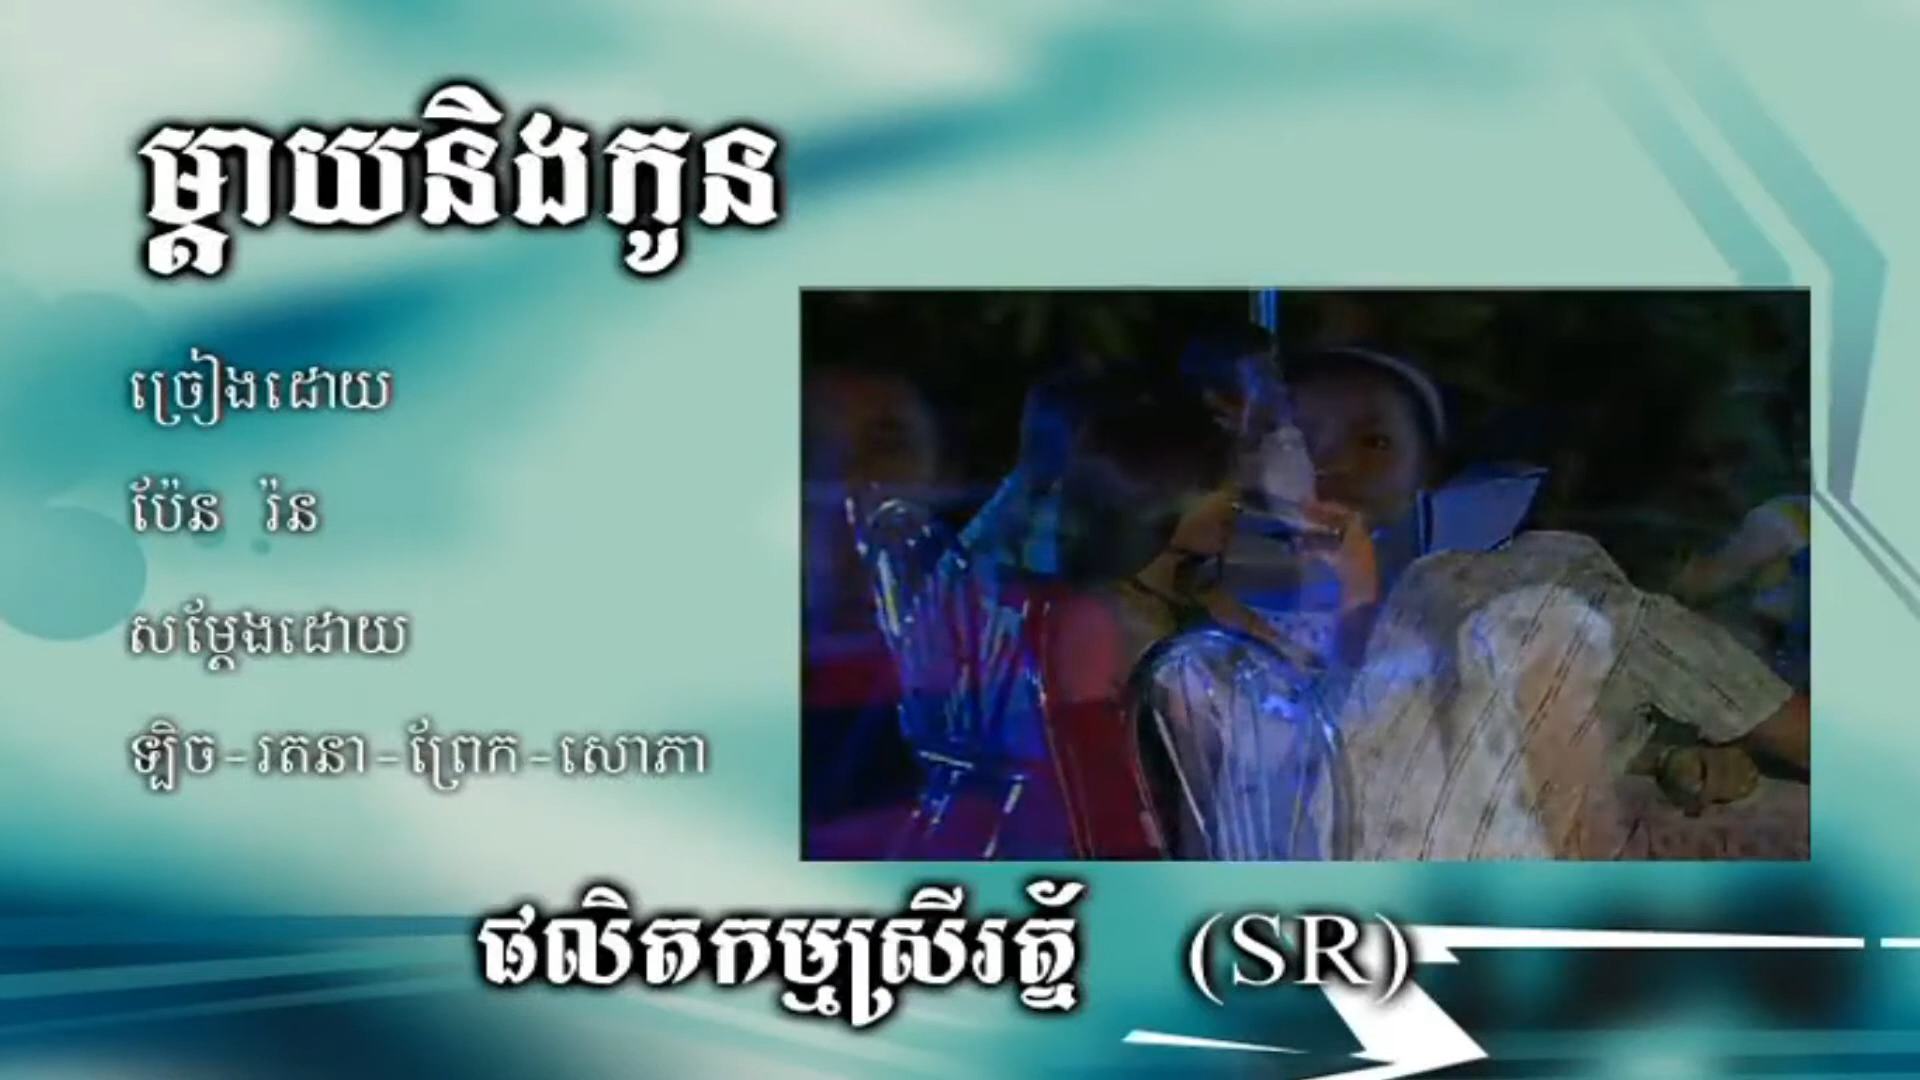 ម្តាយនិងកូន
ច្រៀងដោយ
ប៉ែន រ៉ន
សម្តែងដោយ
ឡូច-រតនា-ព្រែក-សោភា
ផលិតកម្មស្រីរត្ន័ (SR)